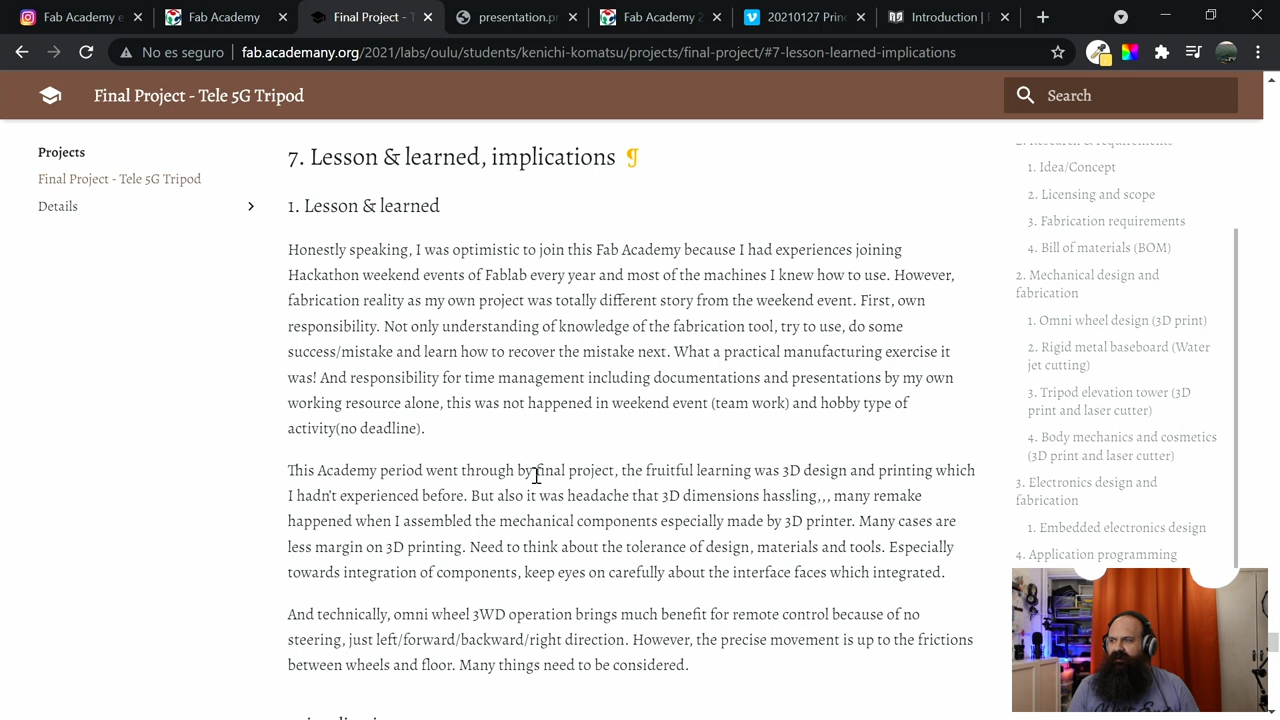 Fab Academy
Fab Academy
Final Project - T
presentation.pr
Fab Academy 2
20210127 Princ
Introduction | F
No es seguro
fab.academany.org/2021/labs/oulu/students/kenichi-komatsu/projects/final-project/#7-lesson-learned-implications
Final Project - Tele 5G Tripod
Search
Projects
Final Project - Tele 5G Tripod
Details
7. Lesson & learned, implications ¶
1. Lesson & learned
Honestly speaking, I was optimistic to join this Fab Academy because I had experiences joining
Hackathon weekend events of Fablab every year and most of the machines I knew how to use. However,
fabrication reality as my own project was totally different story from the weekend event. First, own
responsibility. Not only understanding of knowledge of the fabrication tool, try to use, do some
success/mistake and learn how to recover the mistake next. What a practical manufacturing exercise it
was! And responsibility for time management including documentations and presentations by my own
working resource alone, this was not happened in weekend event (team work) and hobby type of
activity(no deadline).
This Academy period went through by final project, the fruitful learning was 3D design and printing which
I hadn't experienced before. But also it was headache that 3D dimensions hassling,,, many remake
happened when I assembled the mechanical components especially made by 3D printer. Many cases are
less margin on 3D printing. Need to think about the tolerance of design, materials and tools. Especially
towards integration of components, keep eyes on carefully about the interface faces which integrated.
And technically, omni wheel 3WD operation brings much benefit for remote control because of no
steering, just left/forward/backward/right direction. However, the precise movement is up to the frictions
between wheels and floor. Many things need to be considered.
1. Idea/Concept
2. Licensing and scope
3. Fabrication requirements
4. Bill of materials (BOM)
2. Mechanical design and
fabrication
1. Omni wheel design (3D print)
2. Rigid metal baseboard (Water
jet cutting)
3. Tripod elevation tower (3D
print and laser cutter)
4. Body mechanics and cosmetics
(3D print and laser cutter)
3. Electronics design and
fabrication
1. Embedded electronics design
4. Application programming